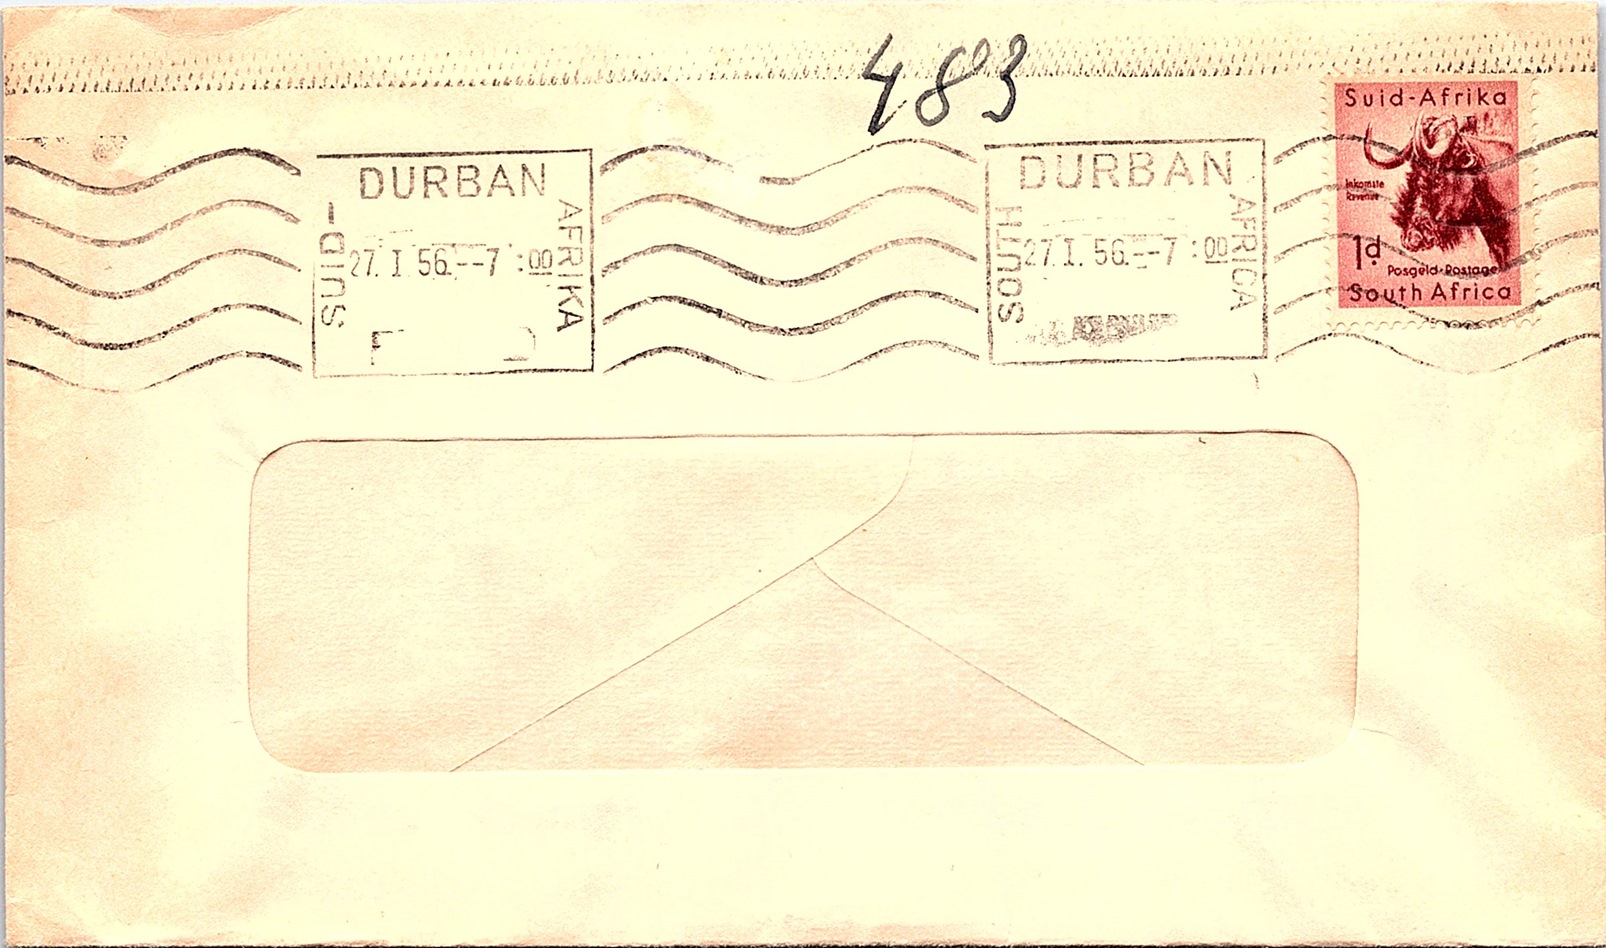 483
DURBAN
SUID-
AFRIKA
27. I 56.--7:00
DURBAN
SOUTH
AFRICA
27. I. 56.--7:00
Suid-Afrika
Inkomste
Revenue
1d
Posgeld-Postage
South Africa